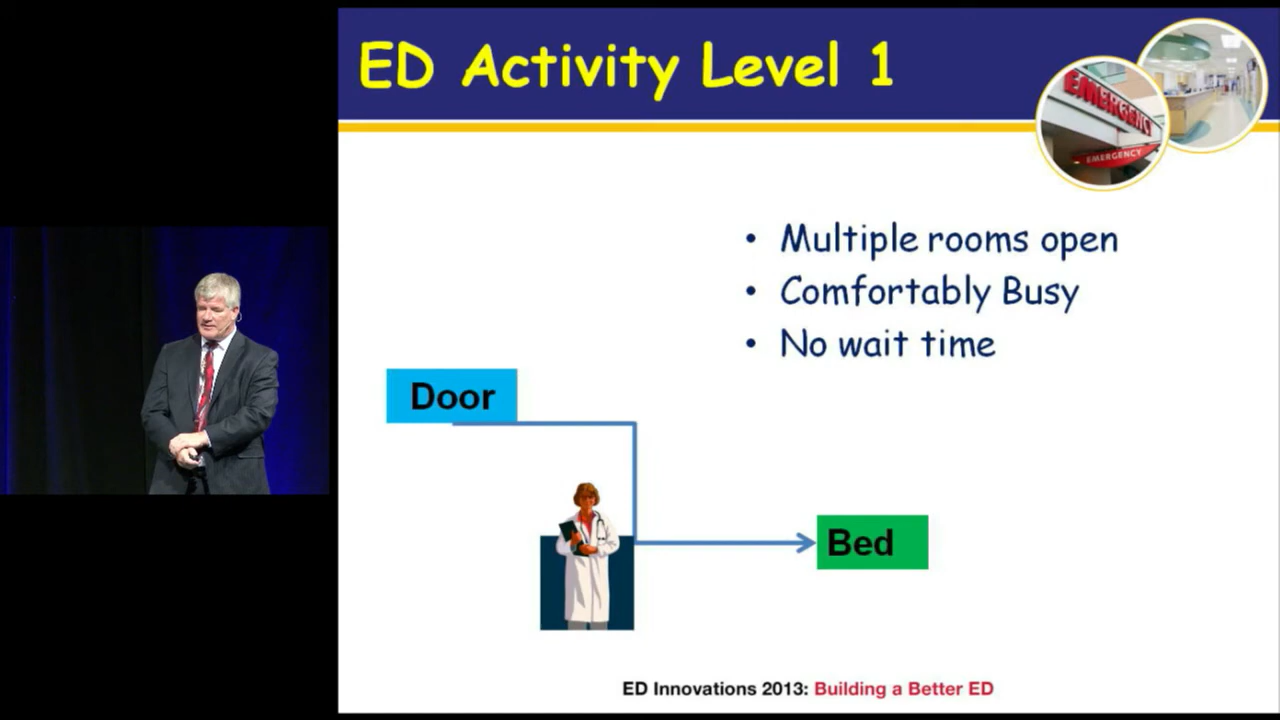 ED Activity Level 1
EMERGENC
EMERGENCY
• Multiple rooms open
• Comfortably Busy
• No wait time
Door
Bed
ED Innovations 2013: Building a Better ED